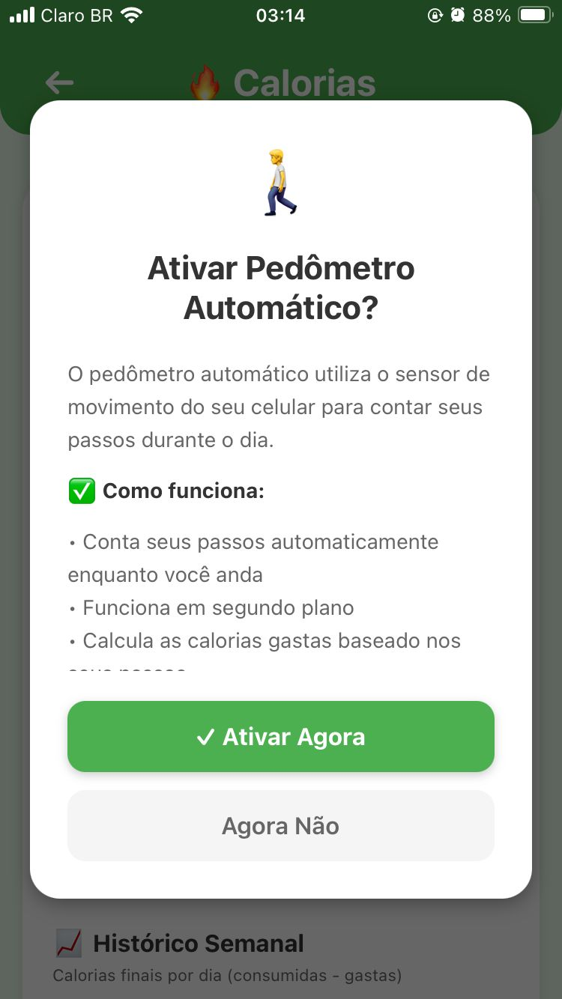 Claro BR
03:14
88%
Calorias
Ativar Pedômetro
Automático?
O pedômetro automático utiliza o sensor de
movimento do seu celular para contar seus
passos durante o dia.
Como funciona:
• Conta seus passos automaticamente
enquanto você anda
• Funciona em segundo plano
• Calcula as calorias gastas baseado nos
✓ Ativar Agora
Agora Não
Histórico Semanal
Calorias finais por dia (consumidas - gastas)